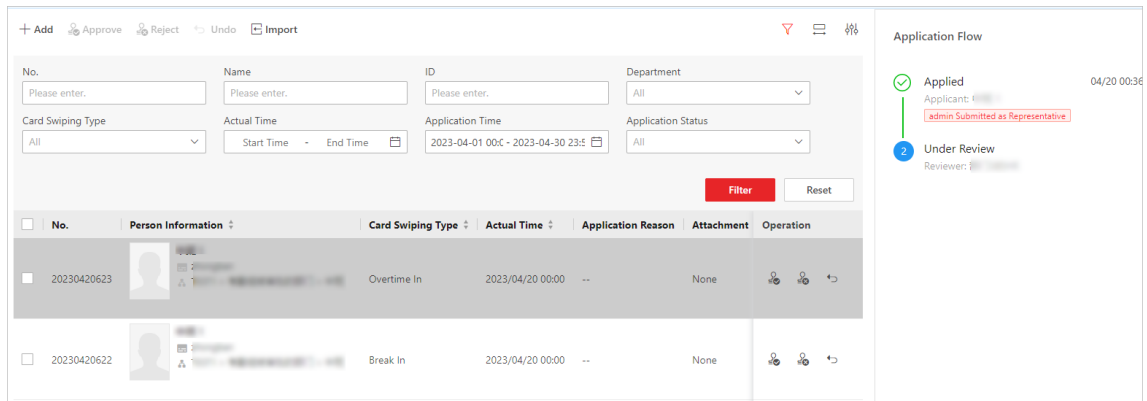 Add Approve Reject Undo Import
No. Name ID Department
Please enter. Please enter. Please enter. All
Card Swiping Type Actual Time Application Time Application Status
All Start Time - End Time 2023-04-01 00:0 - 2023-04-30 23:5 All
Filter Reset
No. Person Information Card Swiping Type Actual Time Application Reason Attachment Operation
20230420623 Overtime In 2023/04/20 00:00 -- None
20230420622 Break In 2023/04/20 00:00 -- None
Application Flow
Applied 04/20 00:36
Applicant:
admin Submitted as Representative
2 Under Review
Reviewer: